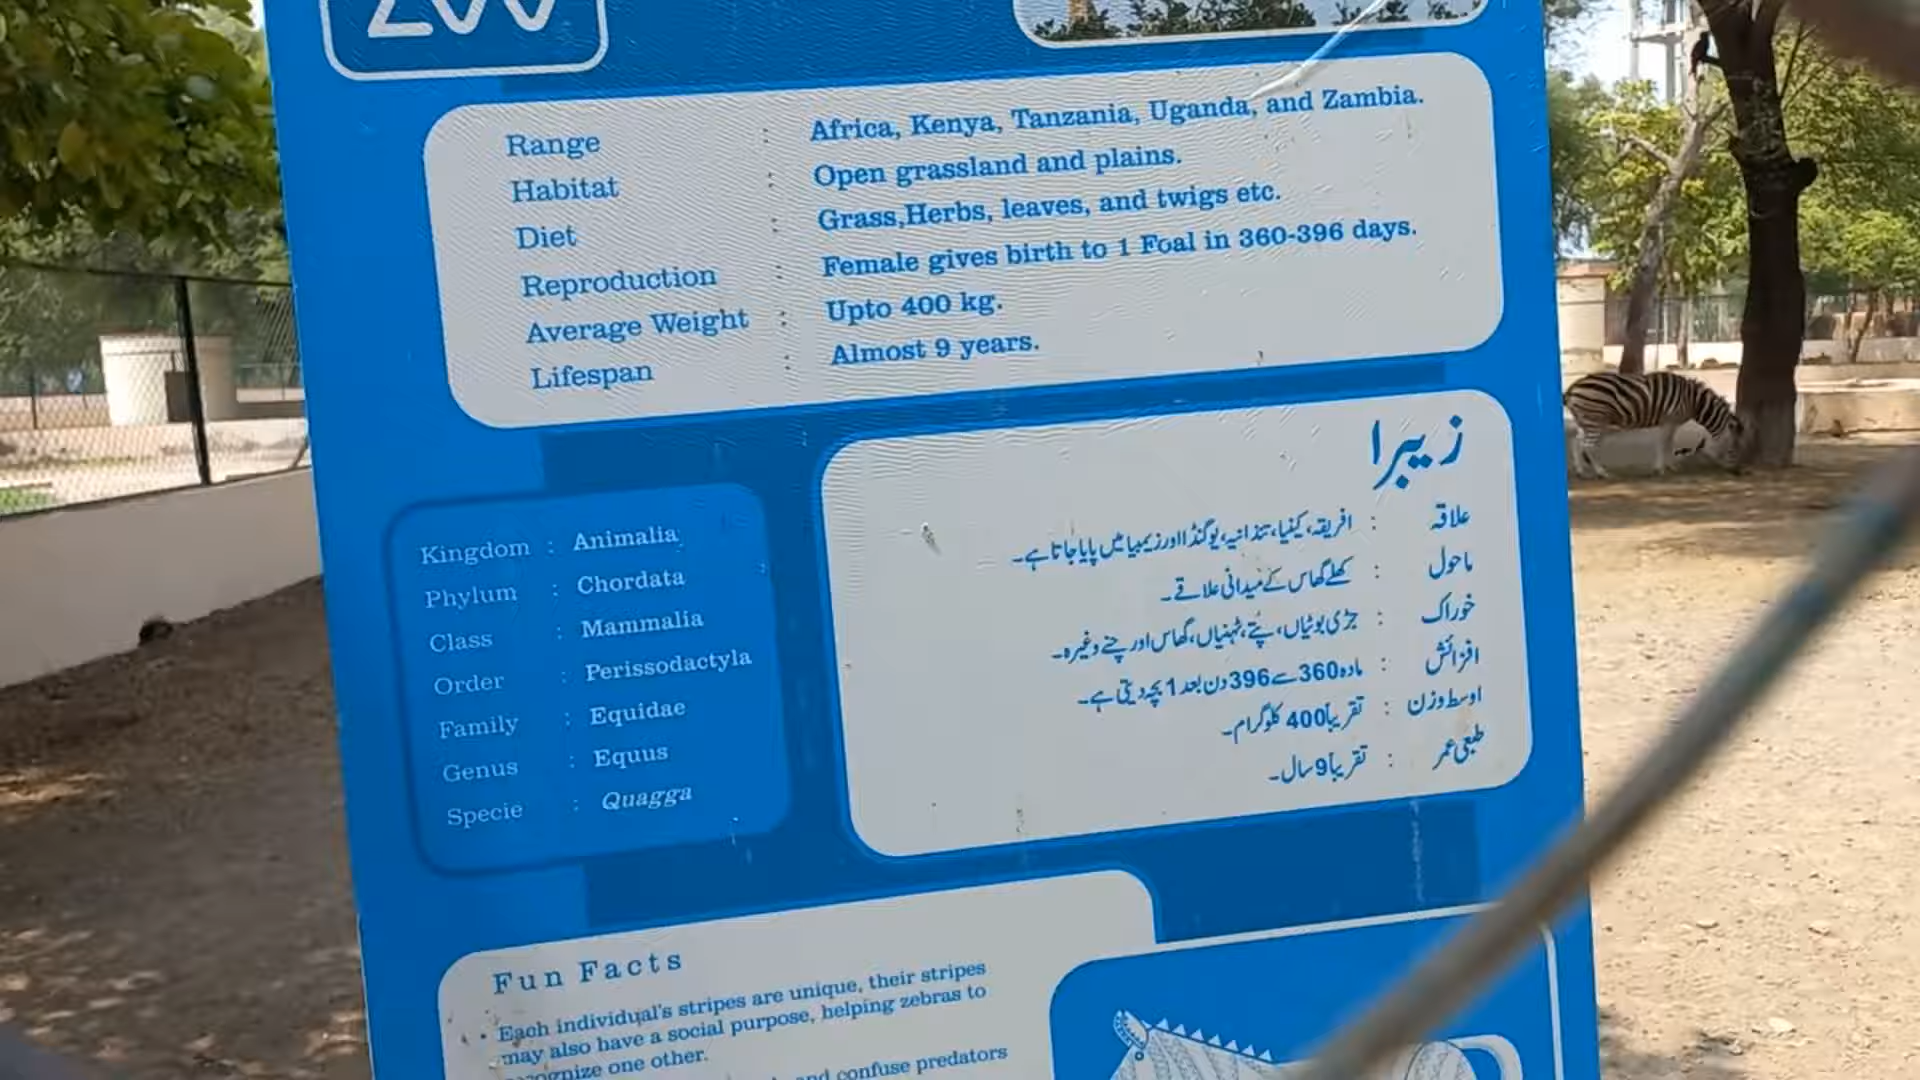 ZOO
Range : Africa, Kenya, Tanzania, Uganda, and Zambia.
Habitat : Open grassland and plains.
Diet : Grass,Herbs, leaves, and twigs etc.
Reproduction : Female gives birth to 1 Foal in 360-396 days.
Average Weight : Upto 400 kg.
Lifespan : Almost 9 years.
زیبرا
علاقہ : افریقہ، کینیا، تنزانیہ، یوگنڈا اور زیمبیا میں پایا جاتا ہے۔
ماحول : کھلے گھاس کے میدانی علاقے۔
خوراک : جڑی بوٹیاں، پتے، ٹہنیاں، گھاس اور چنے وغیرہ۔
افزائش : مادہ 360 سے 396 دن بعد 1 بچہ دیتی ہے۔
اوسط وزن : تقریباً 400 کلوگرام۔
طبعی عمر : تقریباً 9 سال۔
Kingdom : Animalia
Phylum : Chordata
Class : Mammalia
Order : Perissodactyla
Family : Equidae
Genus : Equus
Specie : Quagga
Fun Facts
• Each individual's stripes are unique, their stripes
may also have a social purpose, helping zebras to
recognize one other.
and confuse predators